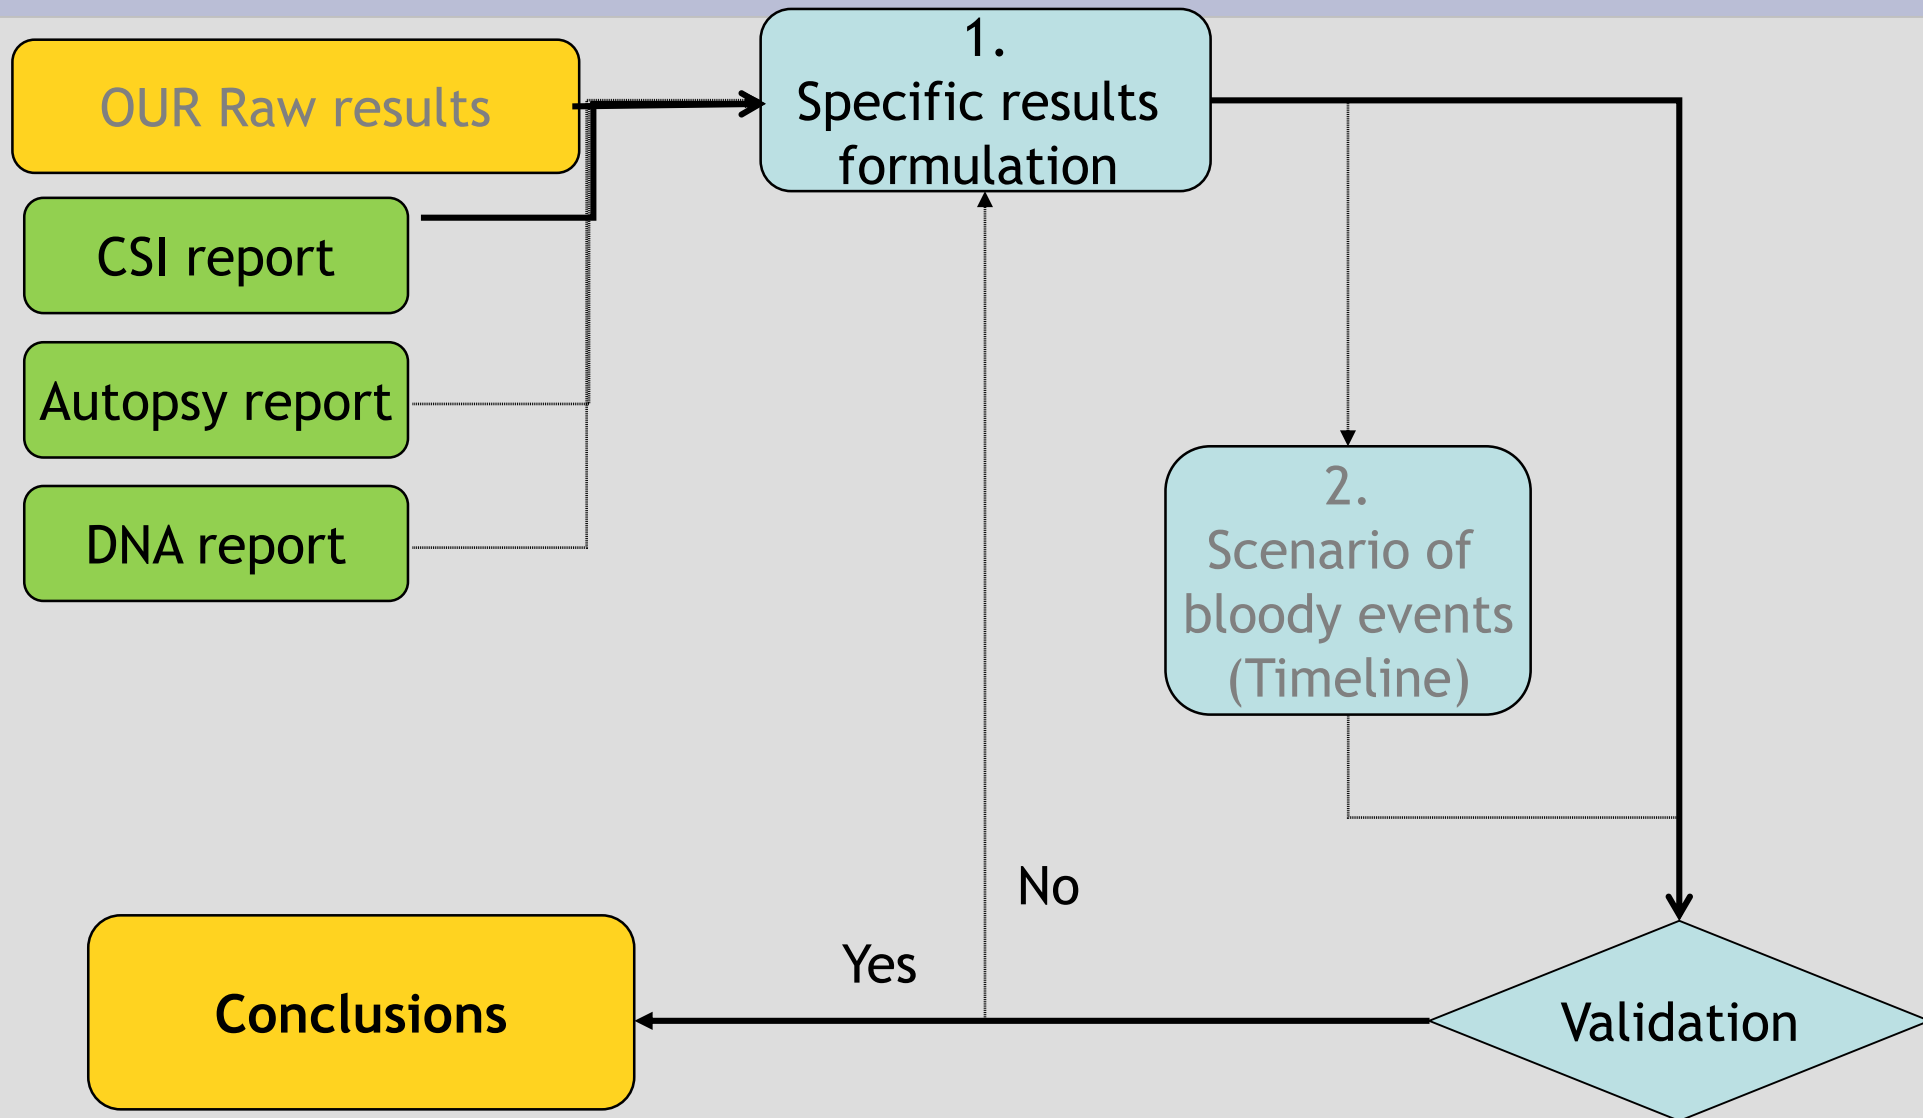 OUR Raw results
CSI report
Autopsy report
DNA report
1.
Specific results
formulation
2.
Scenario of
bloody events
(Timeline)
No
Yes
Conclusions
Validation